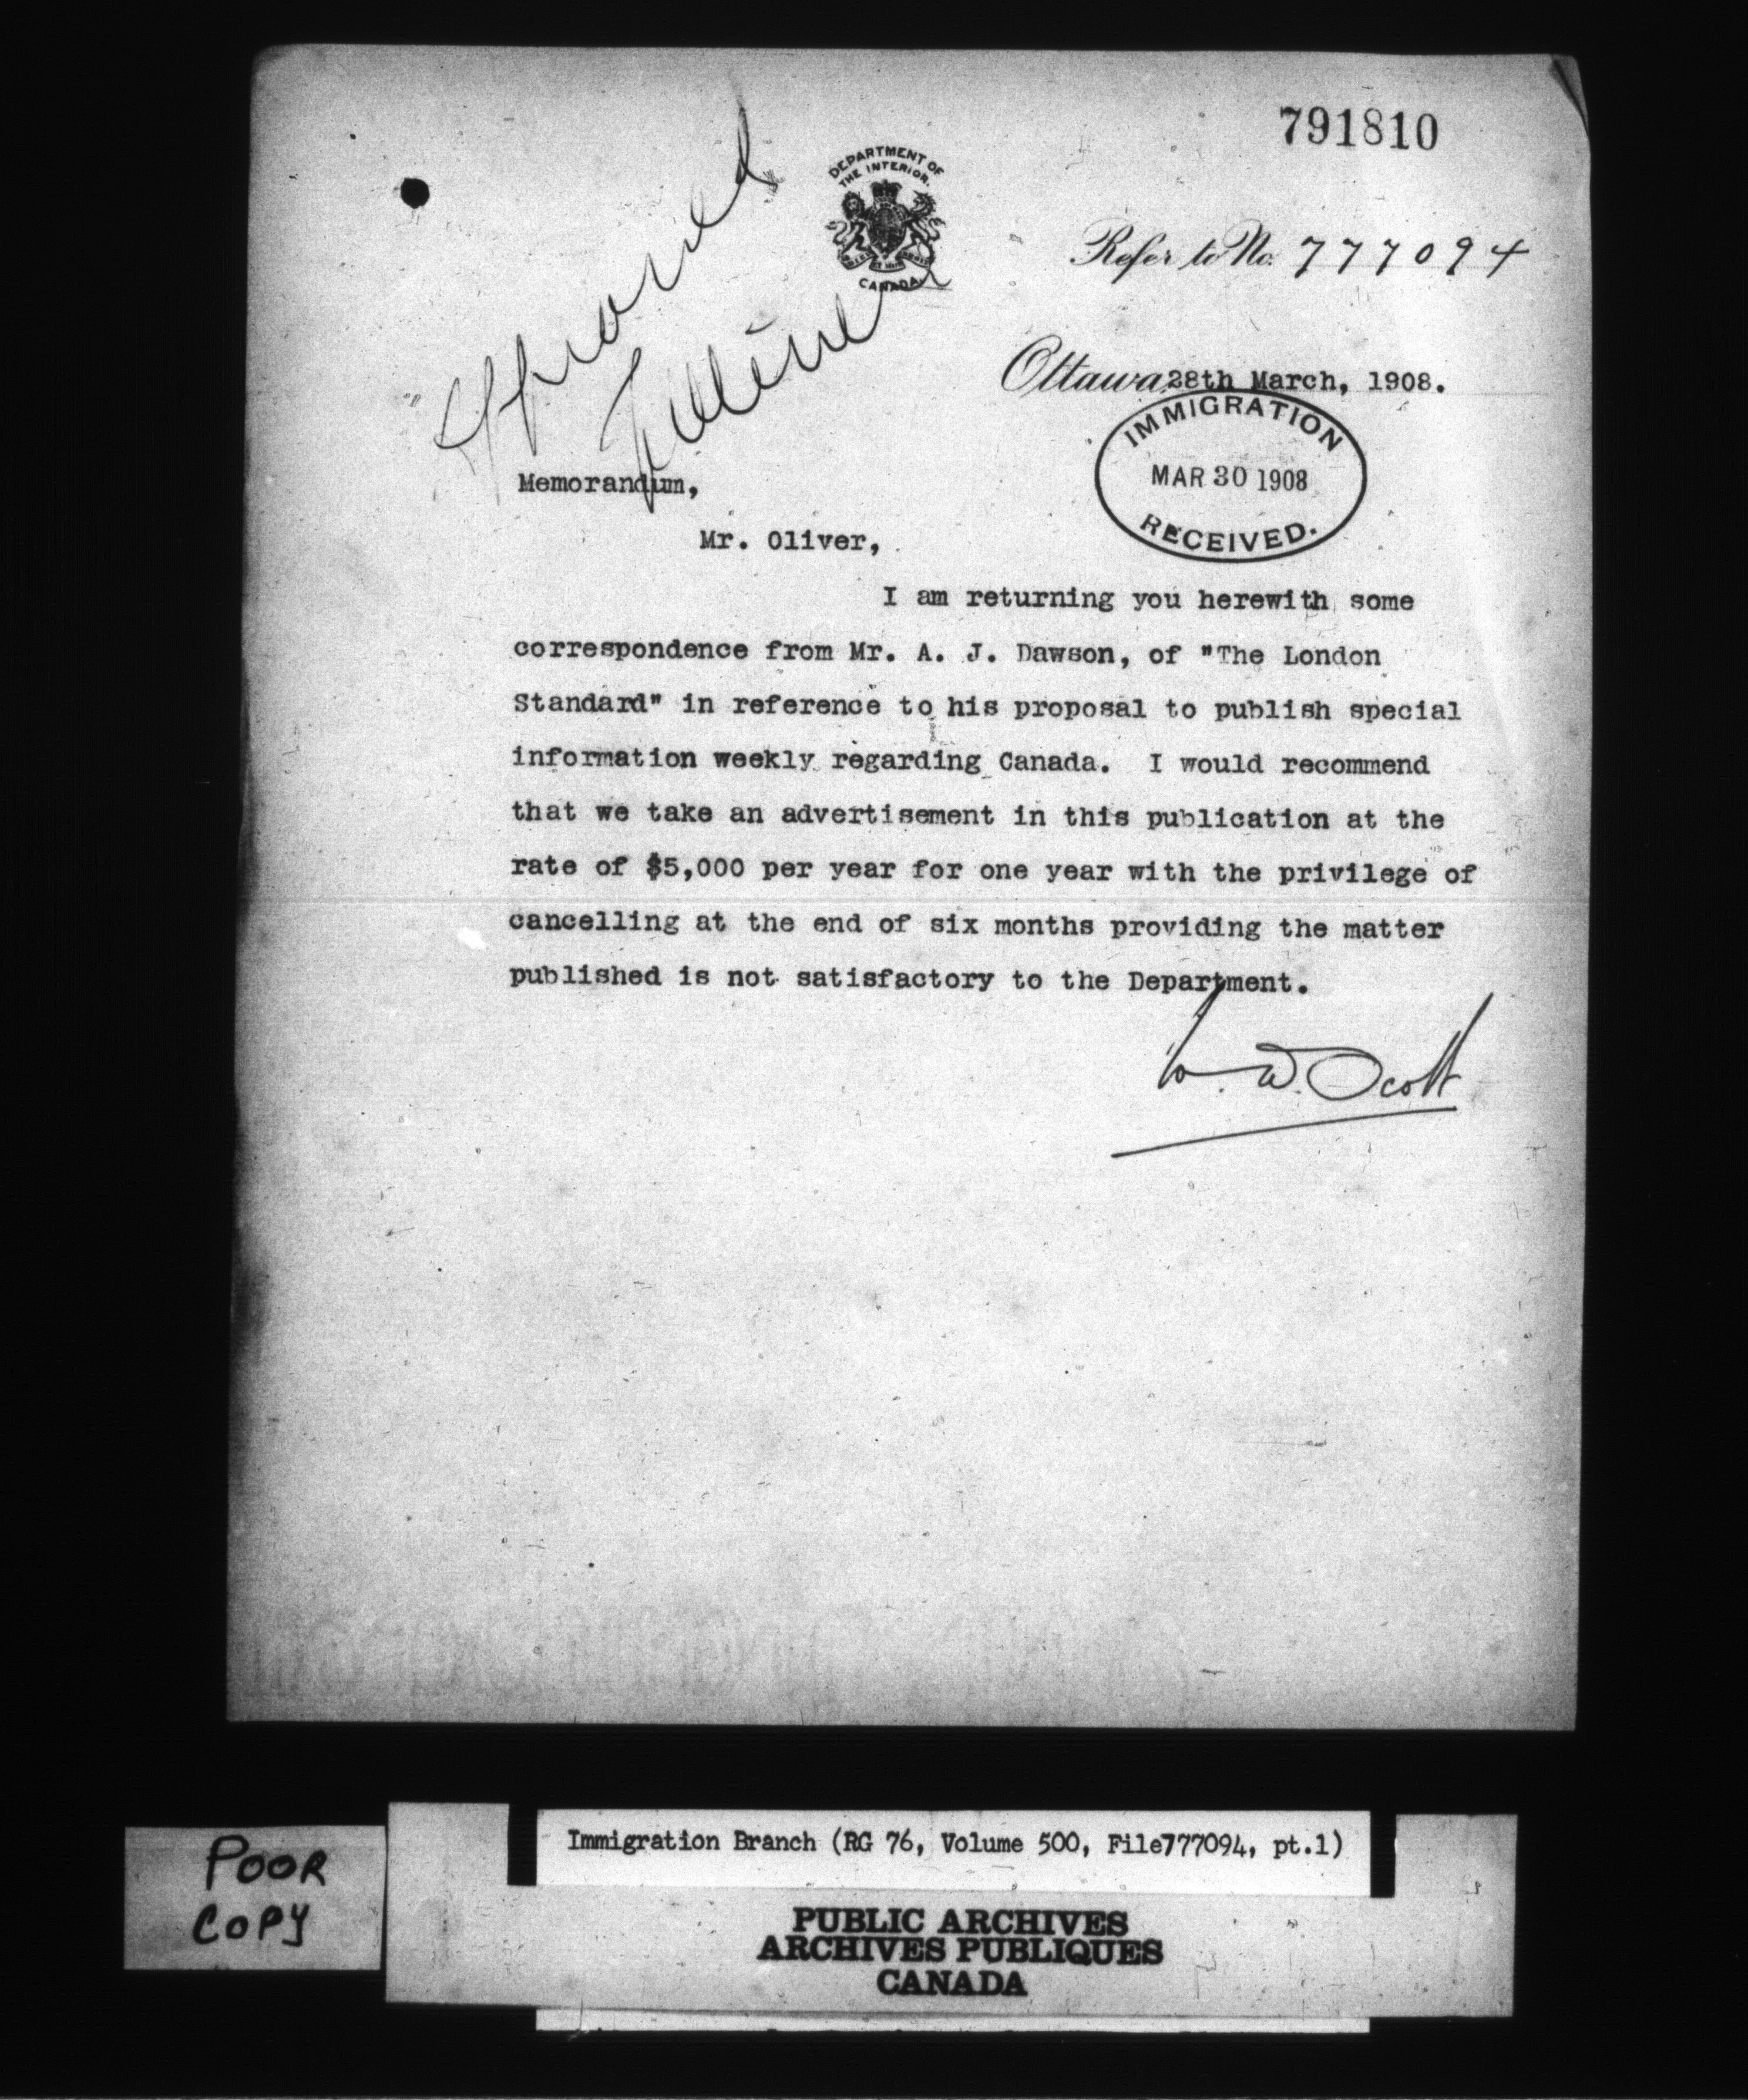 791810
DEPARTMENT OF
THE INTERIOR.
CANADA.
Refer to No. 777094
Approved
FOliver
Ottawa 28th March, 1908.
IMMIGRATION
MAR 30 1908
RECEIVED.
Memorandum,
Mr. Oliver,
I am returning you herewith some
correspondence from Mr. A. J. Dawson, of "The London
Standard" in reference to his proposal to publish special
information weekly regarding Canada. I would recommend
that we take an advertisement in this publication at the
rate of $5,000 per year for one year with the privilege of
cancelling at the end of six months providing the matter
published is not satisfactory to the Department.
W. D. Scott
POOR
COPY
Immigration Branch (RG 76, Volume 500, File777094, pt.1)
PUBLIC ARCHIVES
ARCHIVES PUBLIQUES
CANADA